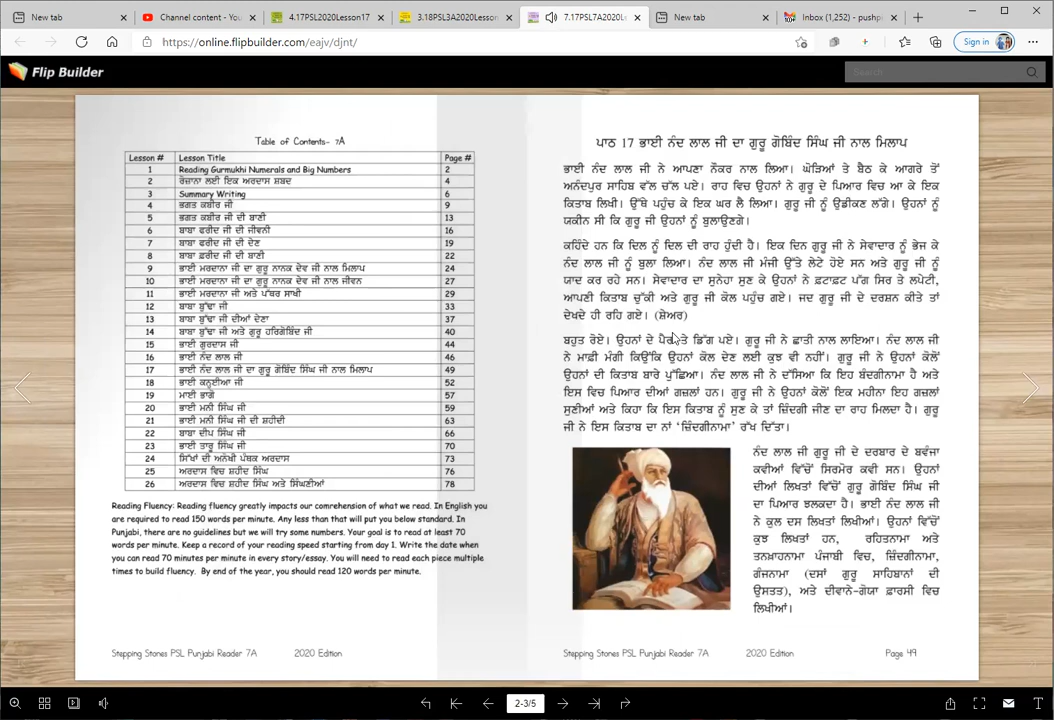 New tab
Channel content - You
4.17PSL2020Lesson17
3.18PSL3A2020Lesson
7.17PSL7A2020L
New tab
Inbox (1,252) - pushp
https://online.flipbuilder.com/eajv/djnt/
Sign in
Flip Builder
Search
Table of Contents- 7A
Lesson # Lesson Title Page #
1 Reading Gurmukhi Numerals and Big Numbers 2
2 ਰੋਜ਼ਾਨਾ ਲਈ ਇਕ ਅਰਦਾਸ ਸ਼ਬਦ 4
3 Summary Writing 6
4 ਭਗਤ ਕਬੀਰ ਜੀ 9
5 ਭਗਤ ਕਬੀਰ ਜੀ ਦੀ ਬਾਣੀ 13
6 ਬਾਬਾ ਫਰੀਦ ਜੀ ਦੀ ਜੀਵਨੀ 16
7 ਬਾਬਾ ਫਰੀਦ ਜੀ ਦੀ ਦੇਣ 19
8 ਬਾਬਾ ਫ਼ਰੀਦ ਜੀ ਦੀ ਬਾਣੀ 22
9 ਭਾਈ ਮਰਦਾਨਾ ਜੀ ਦਾ ਗੁਰੂ ਨਾਨਕ ਦੇਵ ਜੀ ਨਾਲ ਮਿਲਾਪ 24
10 ਭਾਈ ਮਰਦਾਨਾ ਜੀ ਦਾ ਗੁਰੂ ਨਾਨਕ ਦੇਵ ਜੀ ਨਾਲ ਜੀਵਨ 27
11 ਭਾਈ ਮਰਦਾਨਾ ਜੀ ਅਤੇ ਪੱਥਰ ਸਾਖੀ 29
12 ਬਾਬਾ ਬੁੱਢਾ ਜੀ 33
13 ਬਾਬਾ ਬੁੱਢਾ ਜੀ ਦੀਆਂ ਦੇਣਾ 37
14 ਬਾਬਾ ਬੁੱਢਾ ਜੀ ਅਤੇ ਗੁਰੂ ਹਰਿਗੋਬਿੰਦ ਜੀ 40
15 ਭਾਈ ਗੁਰਦਾਸ ਜੀ 44
16 ਭਾਈ ਨੰਦ ਲਾਲ ਜੀ 46
17 ਭਾਈ ਨੰਦ ਲਾਲ ਜੀ ਦਾ ਗੁਰੂ ਗੋਬਿੰਦ ਸਿੰਘ ਜੀ ਨਾਲ ਮਿਲਾਪ 49
18 ਭਾਈ ਕਨ੍ਹਈਆ ਜੀ 52
19 ਮਾਈ ਭਾਗੋ 57
20 ਭਾਈ ਮਨੀ ਸਿੰਘ ਜੀ 59
21 ਭਾਈ ਮਨੀ ਸਿੰਘ ਜੀ ਦੀ ਸ਼ਹੀਦੀ 63
22 ਬਾਬਾ ਦੀਪ ਸਿੰਘ ਜੀ 66
23 ਭਾਈ ਤਾਰੂ ਸਿੰਘ ਜੀ 70
24 ਸਿੱਖਾਂ ਦੀ ਅਨੋਖੀ ਪੰਥਕ ਅਰਦਾਸ 73
25 ਅਰਦਾਸ ਵਿਚ ਸ਼ਹੀਦ ਸਿੰਘ 76
26 ਅਰਦਾਸ ਵਿਚ ਸ਼ਹੀਦ ਸਿੰਘ ਅਤੇ ਸਿੰਘਣੀਆਂ 78
Reading Fluency: Reading fluency greatly impacts our comrehension of what we read. In English you
are required to read 150 words per minute. Any less than that will put you below standard. In
Punjabi, there are no guidelines but we will try some numbers. Your goal is to read at least 70
words per minute. Keep a record of your reading speed starting from day 1. Write the date when
you can read 70 minutes per minute in every story/essay. You will need to read each piece multiple
times to build fluency. By end of the year, you should read 120 words per minute.
Stepping Stones PSL Punjabi Reader 7A 2020 Edition
ਪਾਠ 17 ਭਾਈ ਨੰਦ ਲਾਲ ਜੀ ਦਾ ਗੁਰੂ ਗੋਬਿੰਦ ਸਿੰਘ ਜੀ ਨਾਲ ਮਿਲਾਪ
ਭਾਈ ਨੰਦ ਲਾਲ ਜੀ ਨੇ ਆਪਣਾ ਨੌਕਰ ਨਾਲ ਲਿਆ। ਘੋੜਿਆਂ ਤੇ ਬੈਠ ਕੇ ਆਗਰੇ ਤੋਂ
ਅਨੰਦਪੁਰ ਸਾਹਿਬ ਵੱਲ ਚੱਲ ਪਏ। ਰਾਹ ਵਿਚ ਉਹਨਾਂ ਨੇ ਗੁਰੂ ਦੇ ਪਿਆਰ ਵਿਚ ਆ ਕੇ ਇਕ
ਕਿਤਾਬ ਲਿਖੀ। ਉੱਥੇ ਪਹੁੰਚ ਕੇ ਇਕ ਘਰ ਲੈ ਲਿਆ। ਗੁਰੂ ਜੀ ਨੂੰ ਉਡੀਕਣ ਲੱਗੇ। ਉਹਨਾਂ ਨੂੰ
ਯਕੀਨ ਸੀ ਕਿ ਗੁਰੂ ਜੀ ਉਹਨਾਂ ਨੂੰ ਬੁਲਾਉਣਗੇ।
ਕਹਿੰਦੇ ਹਨ ਕਿ ਦਿਲ ਨੂੰ ਦਿਲ ਦੀ ਰਾਹ ਹੁੰਦੀ ਹੈ। ਇਕ ਦਿਨ ਗੁਰੂ ਜੀ ਨੇ ਸੇਵਾਦਾਰ ਨੂੰ ਭੇਜ ਕੇ
ਨੰਦ ਲਾਲ ਜੀ ਨੂੰ ਬੁਲਾ ਲਿਆ। ਨੰਦ ਲਾਲ ਜੀ ਮੰਜੀ ਉੱਤੇ ਲੇਟੇ ਹੋਏ ਸਨ ਅਤੇ ਗੁਰੂ ਜੀ ਨੂੰ
ਯਾਦ ਕਰ ਰਹੇ ਸਨ। ਸੇਵਾਦਾਰ ਦਾ ਸੁਨੇਹਾ ਸੁਣ ਕੇ ਉਹਨਾਂ ਨੇ ਫ਼ਟਾਫ਼ਟ ਪੱਗ ਸਿਰ ਤੇ ਲਪੇਟੀ,
ਆਪਣੀ ਕਿਤਾਬ ਚੁੱਕੀ ਅਤੇ ਗੁਰੂ ਜੀ ਕੋਲ ਪਹੁੰਚ ਗਏ। ਜਦ ਗੁਰੂ ਜੀ ਦੇ ਦਰਸ਼ਨ ਕੀਤੇ ਤਾਂ
ਦੇਖਦੇ ਹੀ ਰਹਿ ਗਏ। (ਸ਼ੇਅਰ)
ਬਹੁਤ ਰੋਏ। ਉਹਨਾਂ ਦੇ ਪੈਰ ਤੇ ਡਿੱਗ ਪਏ। ਗੁਰੂ ਜੀ ਨੇ ਛਾਤੀ ਨਾਲ ਲਾਇਆ। ਨੰਦ ਲਾਲ ਜੀ
ਨੇ ਮਾਫ਼ੀ ਮੰਗੀ ਕਿਉਂਕਿ ਉਹਨਾਂ ਕੋਲ ਦੇਣ ਲਈ ਕੁਝ ਵੀ ਨਹੀਂ। ਗੁਰੂ ਜੀ ਨੇ ਉਹਨਾਂ ਕੋਲੋਂ
ਉਹਨਾਂ ਦੀ ਕਿਤਾਬ ਬਾਰੇ ਪੁੱਛਿਆ। ਨੰਦ ਲਾਲ ਜੀ ਨੇ ਦੱਸਿਆ ਕਿ ਇਹ ਬੰਦਗੀਨਾਮਾ ਹੈ ਅਤੇ
ਇਸ ਵਿਚ ਪਿਆਰ ਦੀਆਂ ਗਜ਼ਲਾਂ ਹਨ। ਗੁਰੂ ਜੀ ਨੇ ਉਹਨਾਂ ਕੋਲੋਂ ਇਕ ਮਹੀਨਾ ਇਹ ਗਜ਼ਲਾਂ
ਸੁਣੀਆਂ ਅਤੇ ਕਿਹਾ ਕਿ ਇਸ ਕਿਤਾਬ ਨੂੰ ਸੁਣ ਕੇ ਤਾਂ ਜ਼ਿੰਦਗੀ ਜੀਣ ਦਾ ਰਾਹ ਮਿਲਦਾ ਹੈ। ਗੁਰੂ
ਜੀ ਨੇ ਇਸ ਕਿਤਾਬ ਦਾ ਨਾਂ ‘ਜ਼ਿੰਦਗੀਨਾਮਾ’ ਰੱਖ ਦਿੱਤਾ।
ਨੰਦ ਲਾਲ ਜੀ ਗੁਰੂ ਜੀ ਦੇ ਦਰਬਾਰ ਦੇ ਬਵੰਜਾ
ਕਵੀਆਂ ਵਿੱਚੋਂ ਸਿਰਮੋਰ ਕਵੀ ਸਨ। ਉਹਨਾਂ
ਦੀਆਂ ਲਿਖਤਾਂ ਵਿੱਚੋਂ ਗੁਰੂ ਗੋਬਿੰਦ ਸਿੰਘ ਜੀ
ਦਾ ਪਿਆਰ ਝਲਕਦਾ ਹੈ। ਭਾਈ ਨੰਦ ਲਾਲ ਜੀ
ਨੇ ਕੁਲ ਦਸ ਲਿਖਤਾਂ ਲਿਖੀਆਂ। ਉਹਨਾਂ ਵਿੱਚੋਂ
ਕੁਝ ਲਿਖਤਾਂ ਹਨ, ਰਹਿਤਨਾਮਾ ਅਤੇ
ਤਨਖ਼ਾਹਨਾਮਾ ਪੰਜਾਬੀ ਵਿਚ, ਜ਼ਿੰਦਗੀਨਾਮਾ,
ਗੰਜਨਾਮਾ (ਦਸਾਂ ਗੁਰੂ ਸਾਹਿਬਾਨਾਂ ਦੀ
ਉਸਤਤ), ਅਤੇ ਦੀਵਾਨੇ-ਗੋਯਾ ਫ਼ਾਰਸੀ ਵਿਚ
ਲਿਖੀਆਂ।
Stepping Stones PSL Punjabi Reader 7A 2020 Edition Page 49
2-3/5